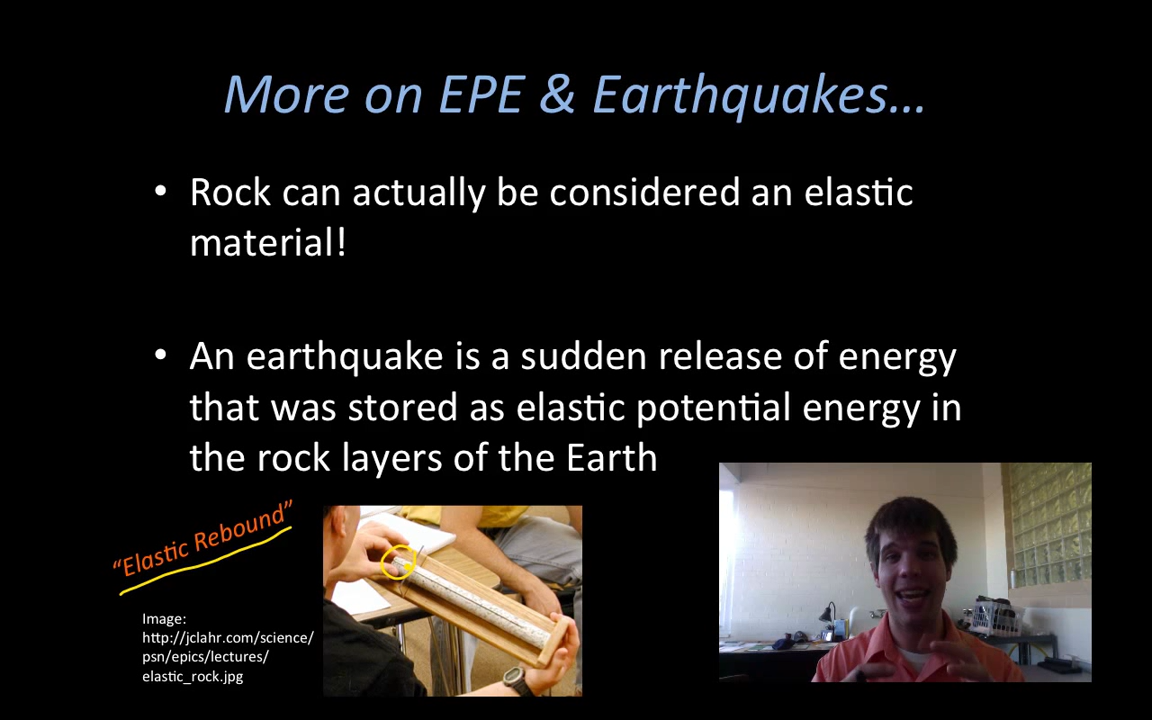 More on EPE & Earthquakes…
• Rock can actually be considered an elastic
material!
• An earthquake is a sudden release of energy
that was stored as elastic potential energy in
the rock layers of the Earth
“Elastic Rebound”
Image:
http://jclahr.com/science/
psn/epics/lectures/
elastic_rock.jpg